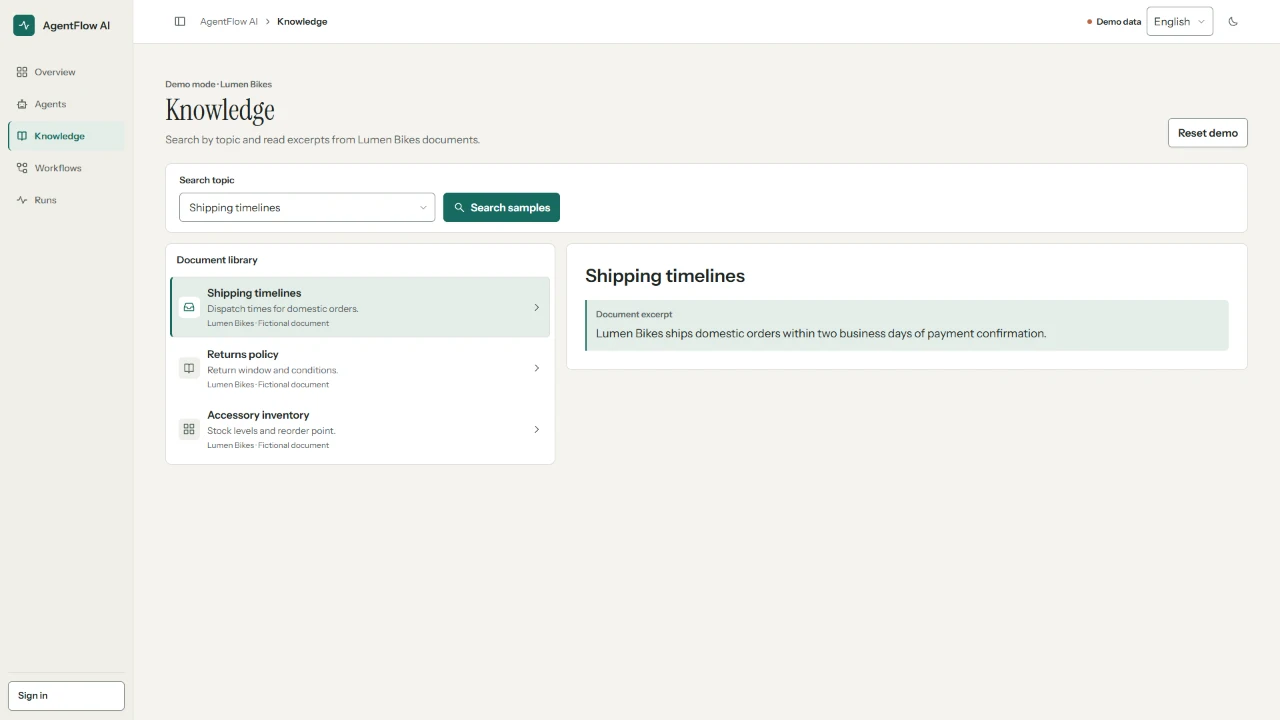 AgentFlow AI
Overview
Agents
Knowledge
Workflows
Runs
Sign in
AgentFlow AI > Knowledge
Demo data
English
Demo mode · Lumen Bikes
Knowledge
Search by topic and read excerpts from Lumen Bikes documents.
Reset demo
Search topic
Shipping timelines
Search samples
Document library
Shipping timelines
Dispatch times for domestic orders.
Lumen Bikes · Fictional document
Returns policy
Return window and conditions.
Lumen Bikes · Fictional document
Accessory inventory
Stock levels and reorder point.
Lumen Bikes · Fictional document
Shipping timelines
Document excerpt
Lumen Bikes ships domestic orders within two business days of payment confirmation.